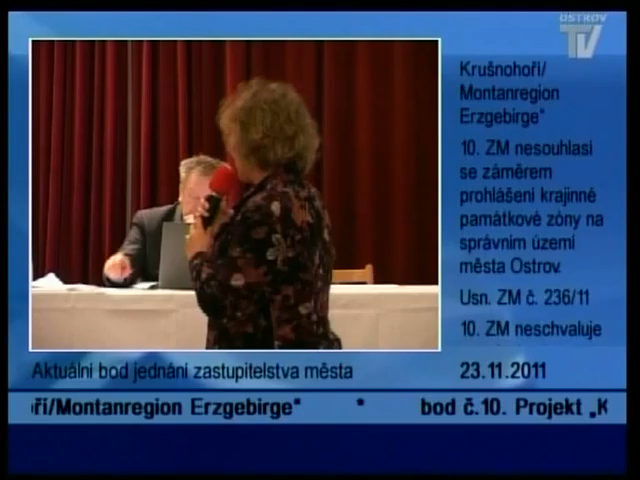 OSTROV
TV
Krušnohoří/
Montanregion
Erzgebirge"
10. ZM nesouhlasí
se záměrem
prohlášení krajinné
památkové zóny na
správním území
města Ostrov.
Usn. ZM č. 236/11
10. ZM neschvaluje
Aktuální bod jednání zastupitelstva města
23.11.2011
ří/Montanregion Erzgebirge" * bod č.10. Projekt „K